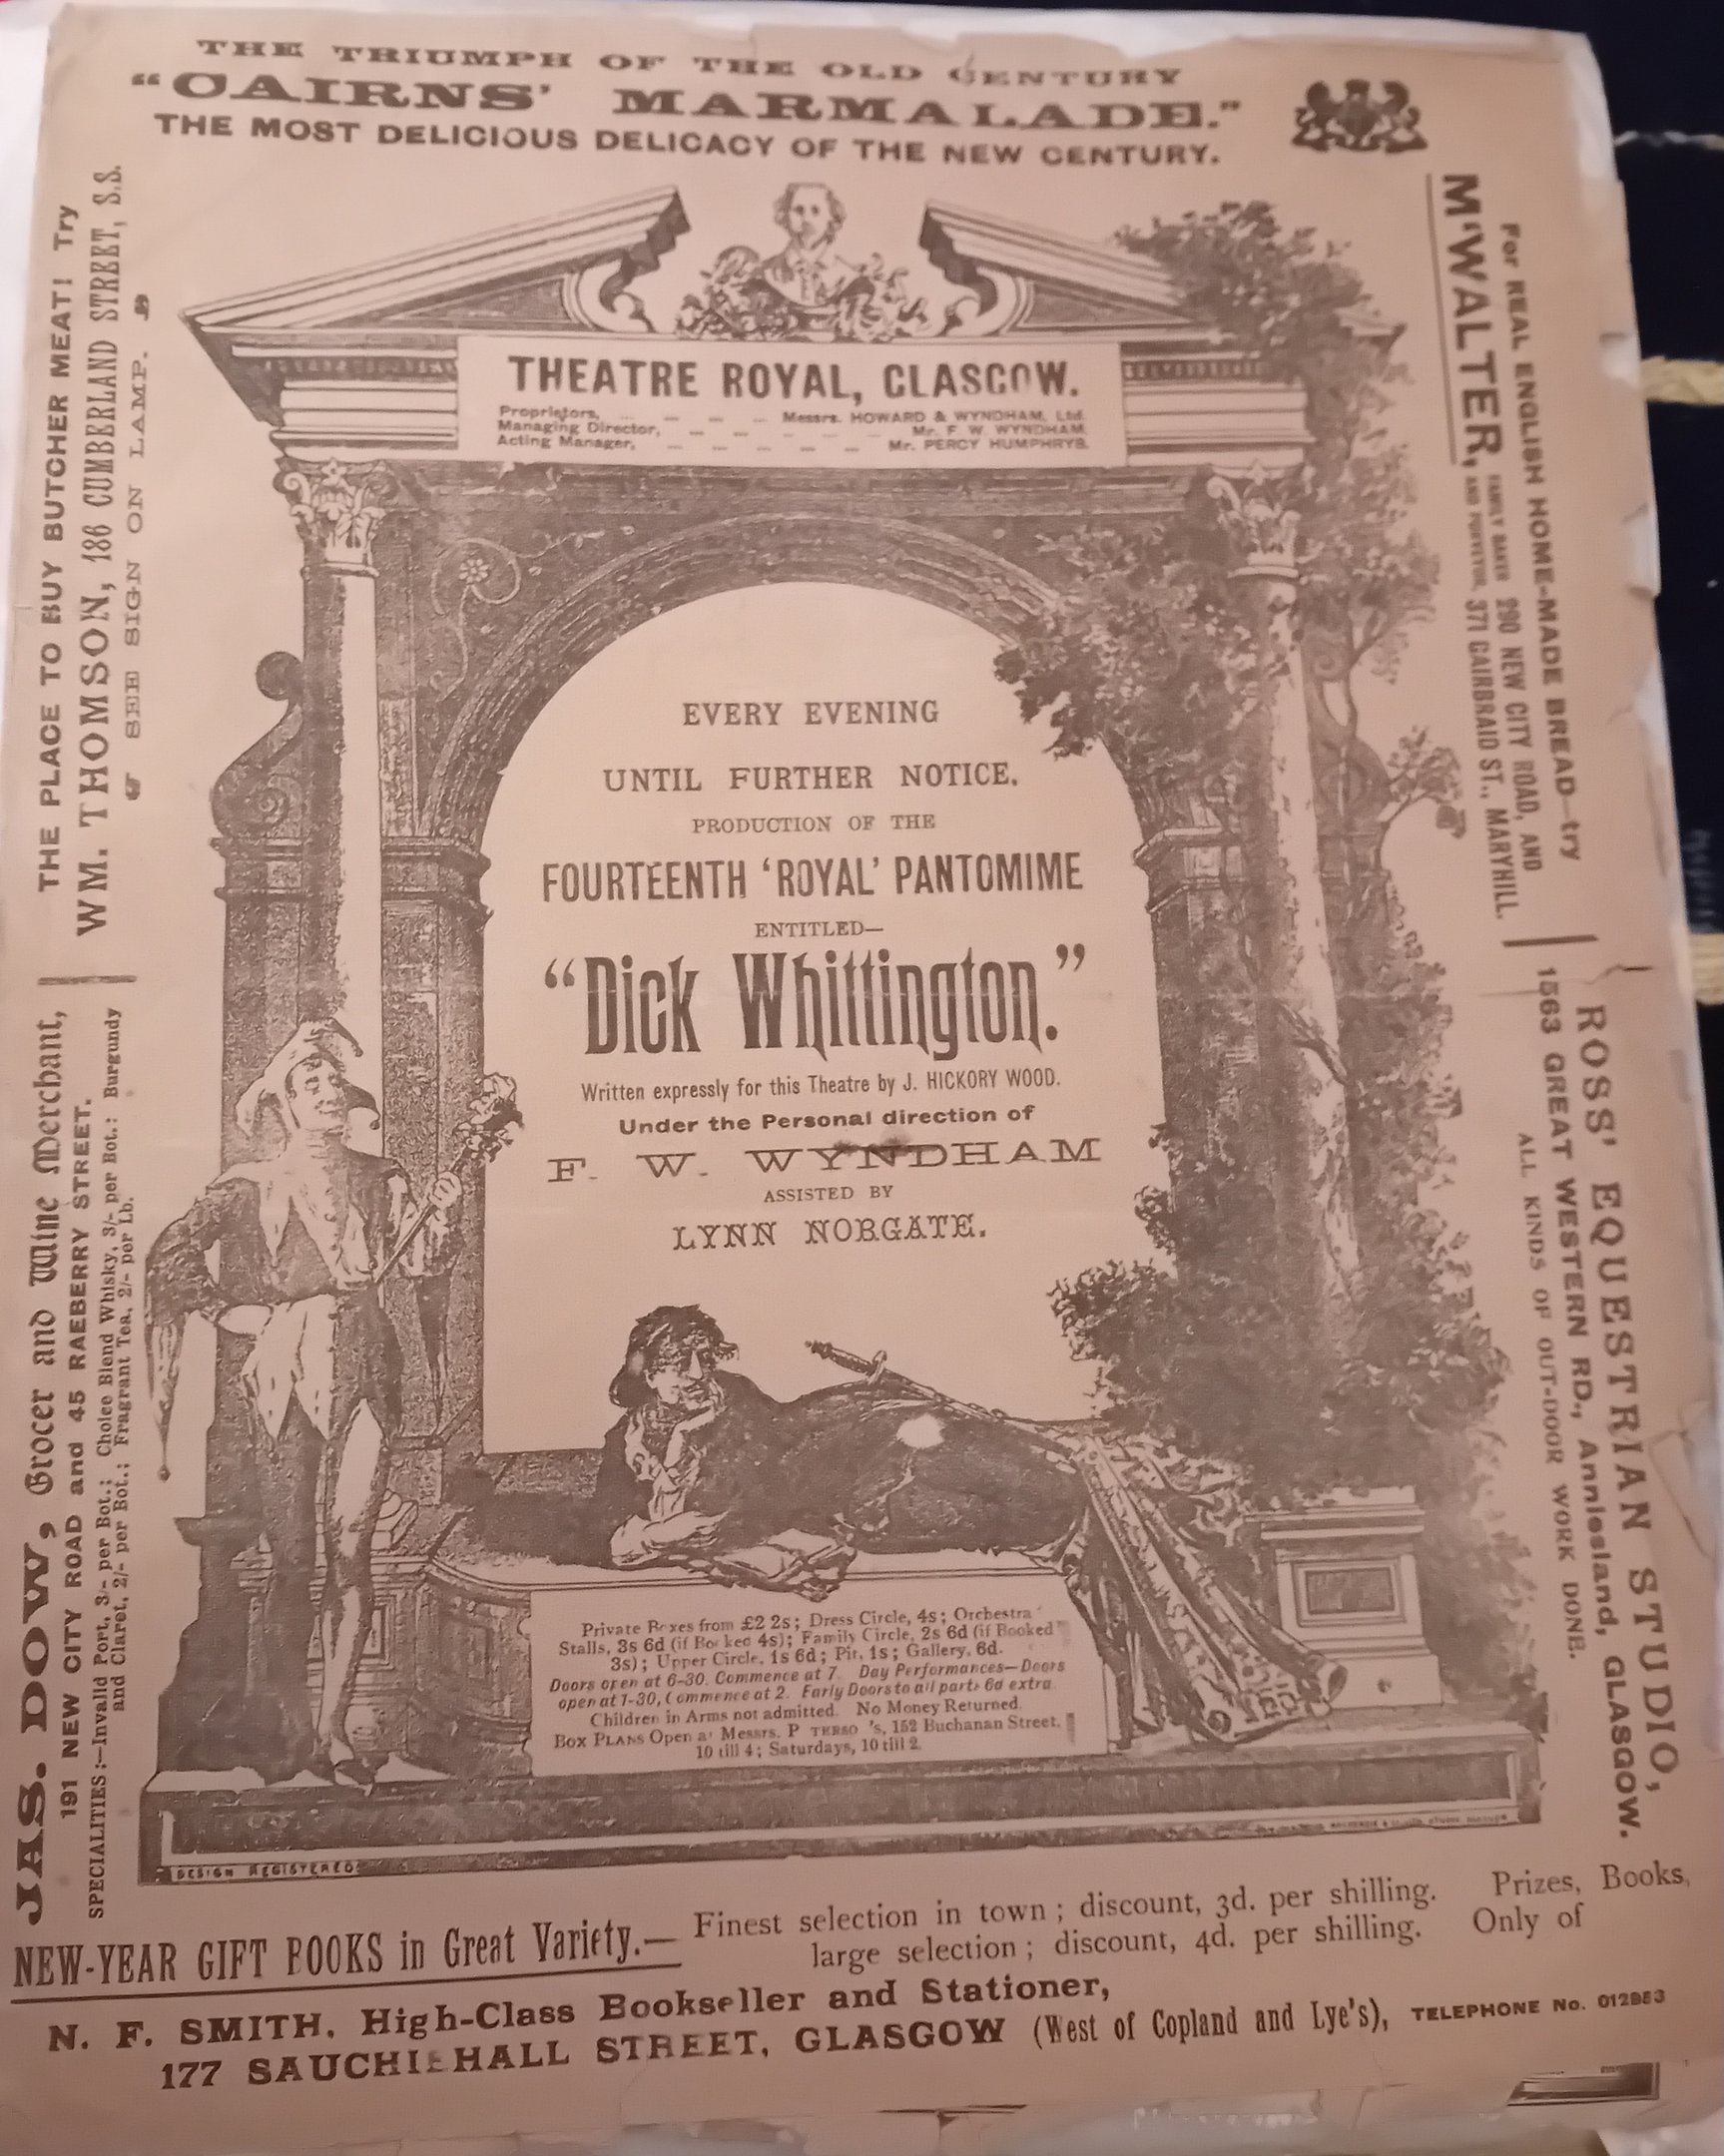 THE TRIUMPH OF THE OLD CENTURY
"CAIRNS' MARMALADE."
THE MOST DELICIOUS DELICACY OF THE NEW CENTURY.
THE PLACE TO BUY BUTCHER MEAT! Try
WM. THOMSON, 186 CUMBERLAND STREET, S.S.
SEE SIGN ON LAMP.
JAS. DOW, Grocer and Wine Merchant,
191 NEW CITY ROAD and 45 RAEBERRY STREET.
SPECIALITIES:—Invalid Port, 3/- per Bot.; Choice Blend Whisky, 3/- per Bot.: Burgundy
and Claret, 2/- per Bot.; Fragrant Tea, 2/- per Lb.
THEATRE ROYAL, GLASGOW.
Proprietors, Messrs. HOWARD & WYNDHAM, Ltd.
Managing Director, Mr. F. W. WYNDHAM.
Acting Manager, Mr. PERCY HUMPHRYS.
EVERY EVENING
UNTIL FURTHER NOTICE.
PRODUCTION OF THE
FOURTEENTH 'ROYAL' PANTOMIME
ENTITLED—
"Dick Whittington."
Written expressly for this Theatre by J. HICKORY WOOD.
Under the Personal direction of
F. W. WYNDHAM
ASSISTED BY
LYNN NORGATE.
Private Boxes from £2 2s; Dress Circle, 4s; Orchestra
Stalls, 3s 6d (if Booked 4s); Family Circle, 2s 6d (if Booked
3s); Upper Circle, 1s 6d; Pit, 1s; Gallery, 6d.
Doors open at 6-30. Commence at 7. Day Performances—Doors
open at 1-30, Commence at 2. Early Doors to all parts 6d extra.
Children in Arms not admitted. No Money Returned.
Box PLANS Open at Messrs. PATERSON'S, 152 Buchanan Street.
10 till 4; Saturdays, 10 till 2.
DESIGN REGISTERED
For REAL ENGLISH HOME-MADE BREAD—try
M'WALTER, FAMILY BAKER AND PURVEYOR, 290 NEW CITY ROAD, AND
371 GAIRBRAID ST., MARYHILL.
ROSS' EQUESTRIAN STUDIO,
1563 GREAT WESTERN RD., Anniesland, GLASGOW.
ALL KINDS OF OUT-DOOR WORK DONE.
NEW-YEAR GIFT BOOKS in Great Variety.— Finest selection in town; discount, 3d. per shilling. Prizes, Books,
large selection; discount, 4d. per shilling. Only of
N. F. SMITH, High-Class Bookseller and Stationer,
177 SAUCHIEHALL STREET, GLASGOW (West of Copland and Lye's), TELEPHONE No.